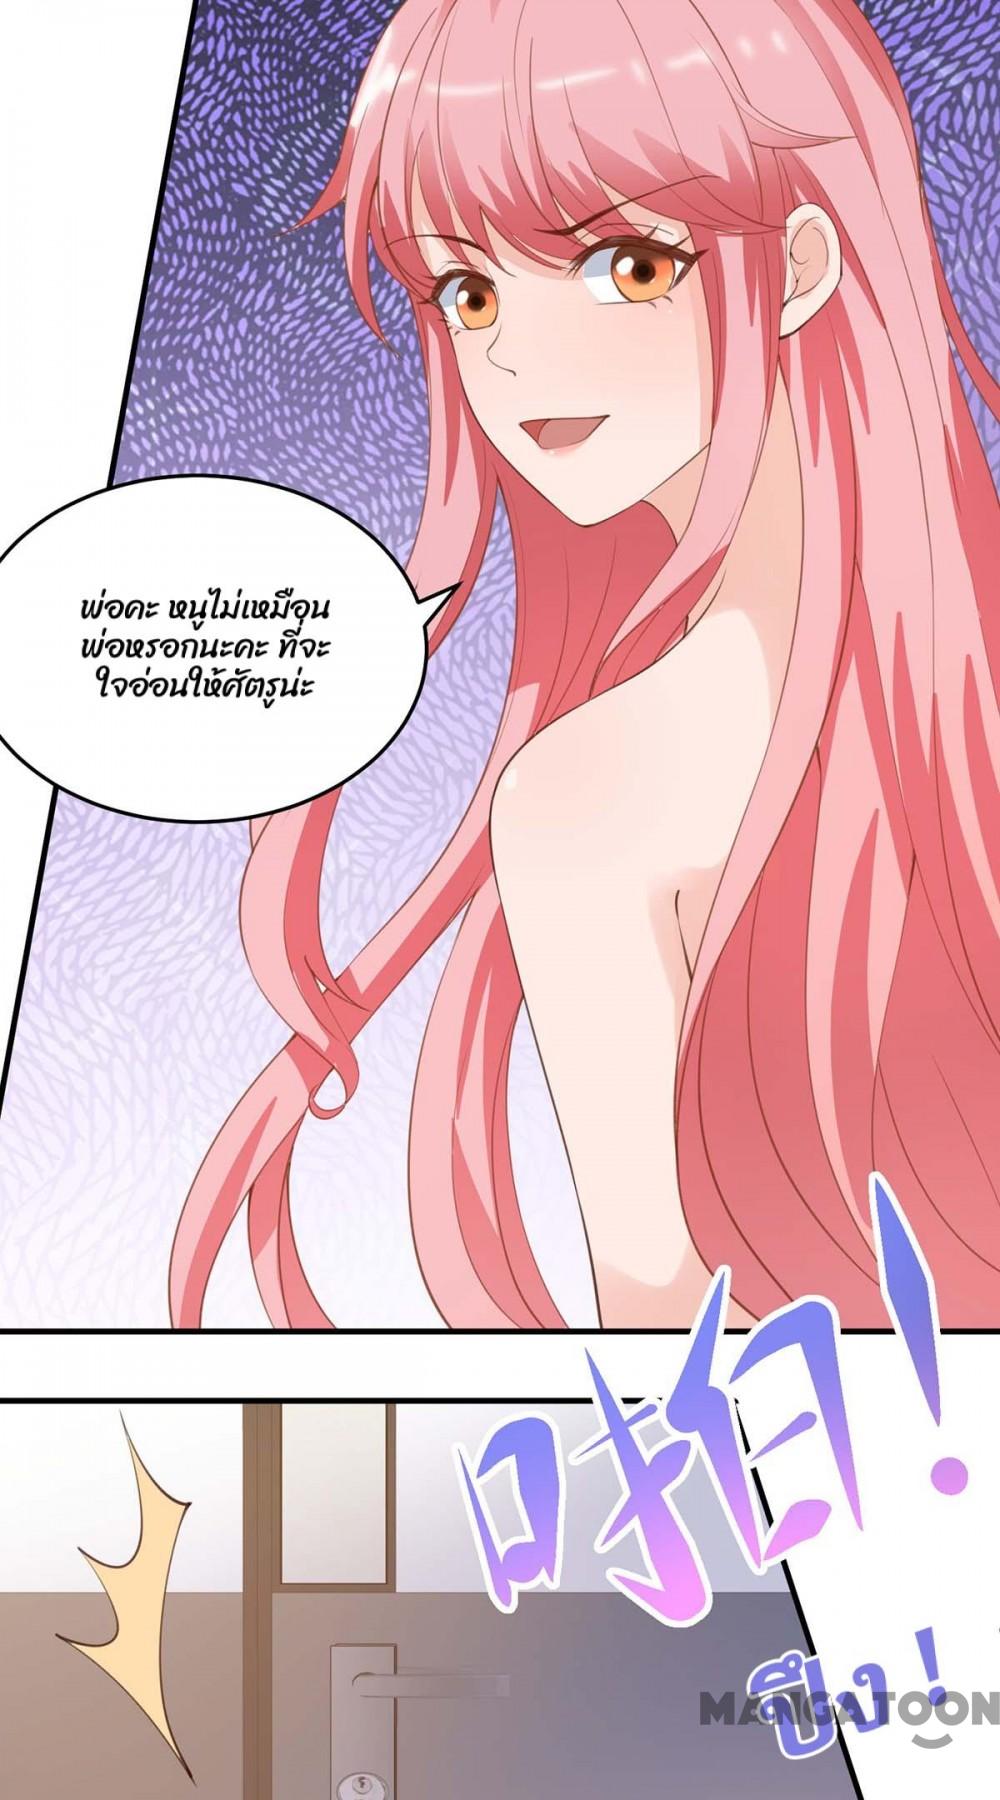 พ่อคะ หนูไม่เหมือน
พ่อหรอกนะคะ ที่จะ
ใจอ่อนให้ศัตรูน่ะ
啪!
ปึง!
MANGATOON